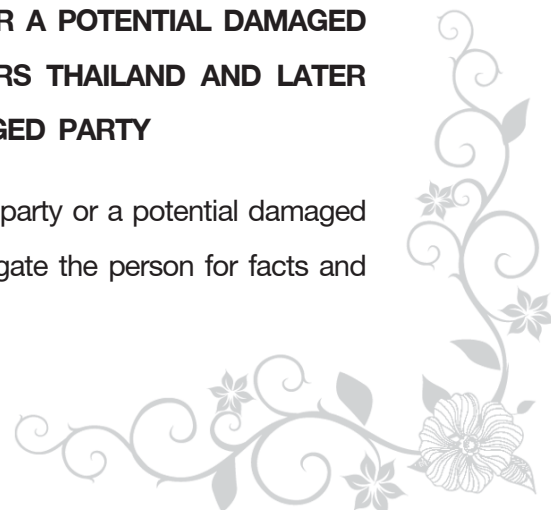 R A POTENTIAL DAMAGED
RS THAILAND AND LATER
GED PARTY
party or a potential damaged
gate the person for facts and